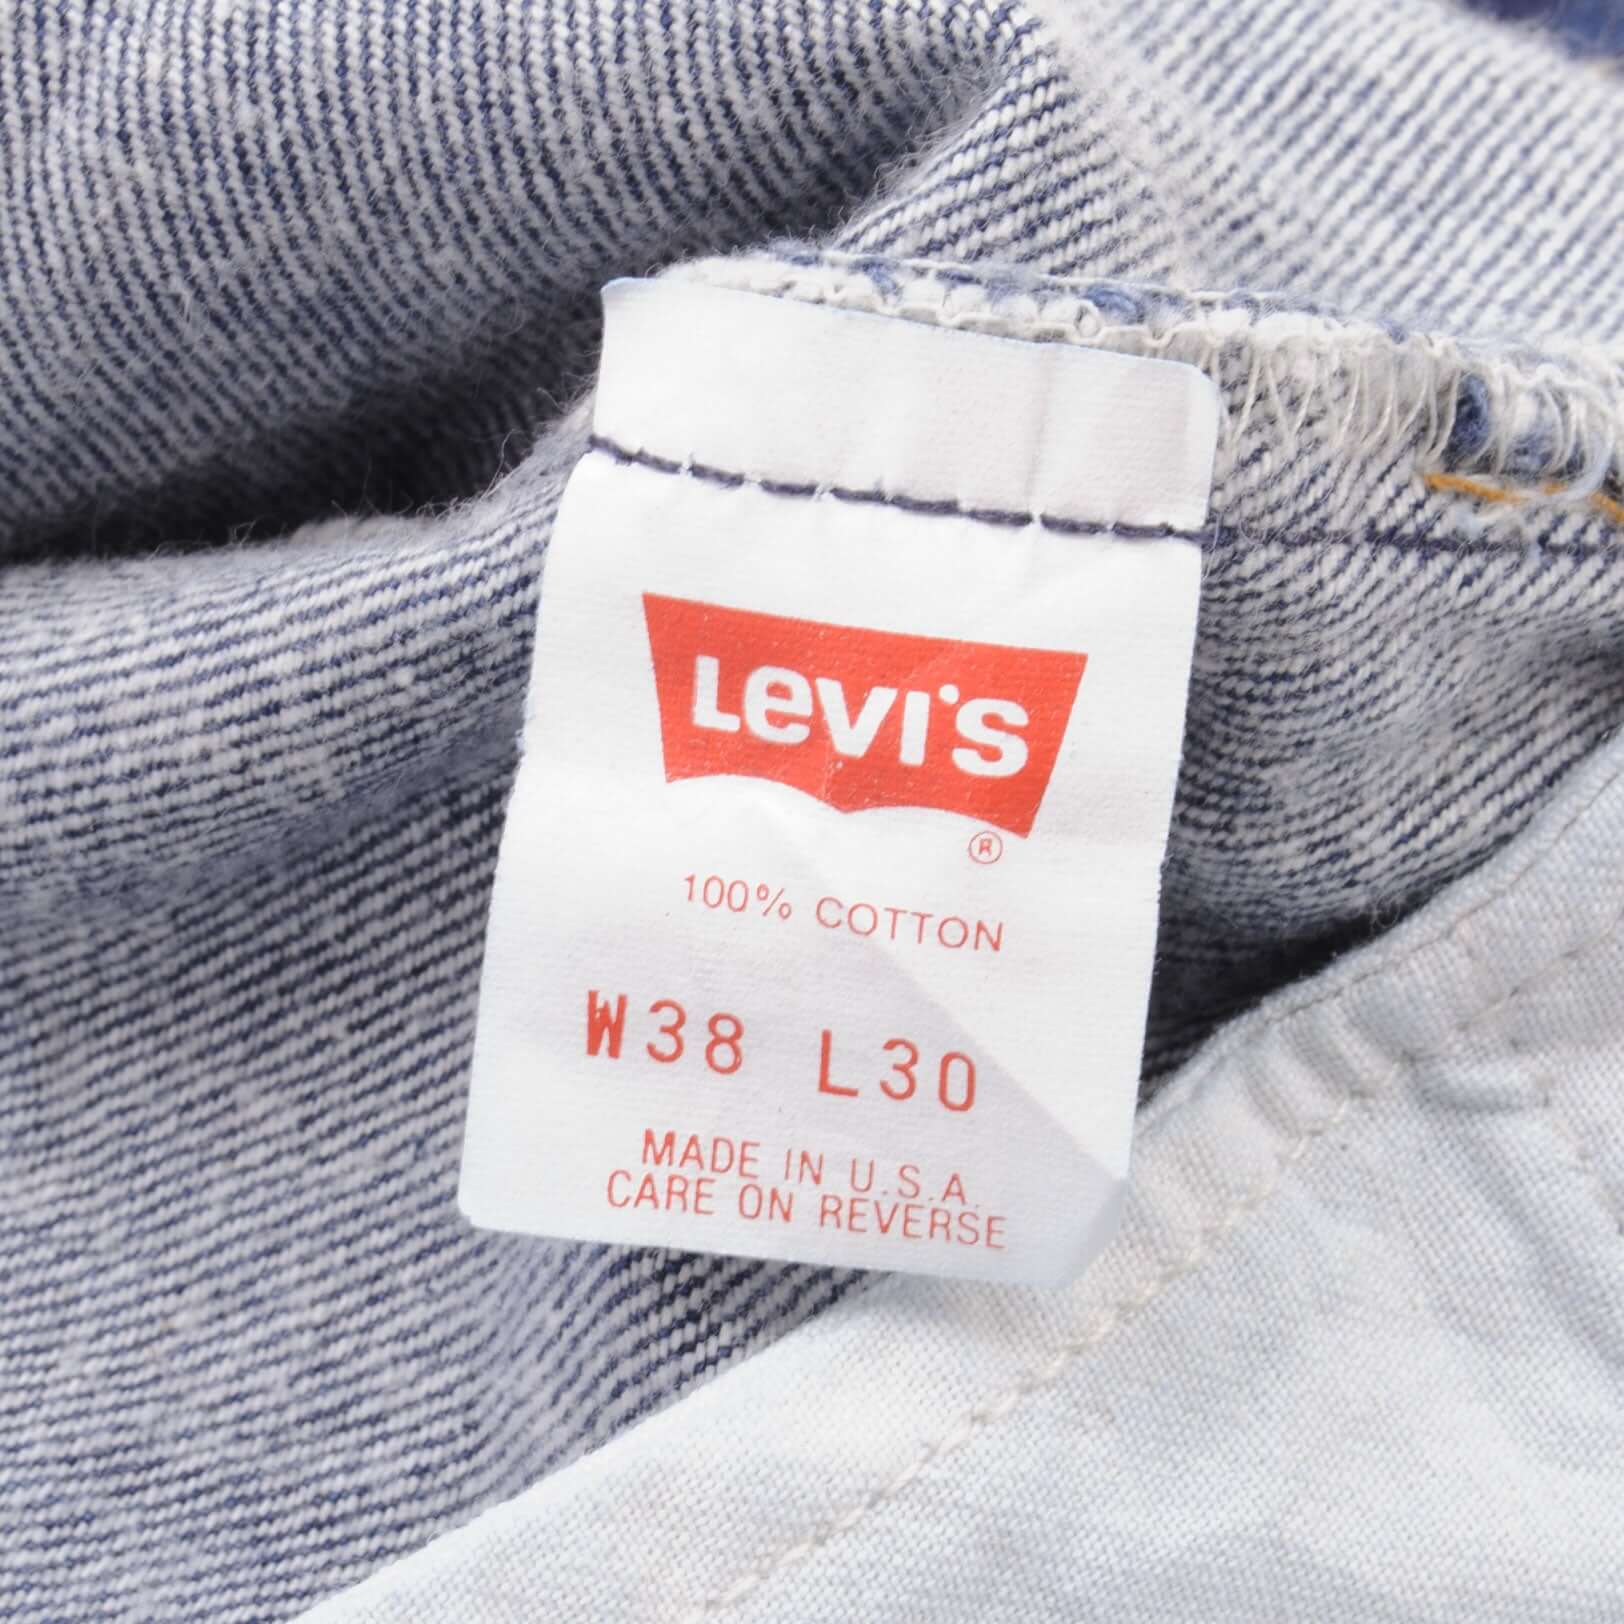 Levi's
®
100% COTTON
W38 L30
MADE IN U.S.A.
CARE ON REVERSE